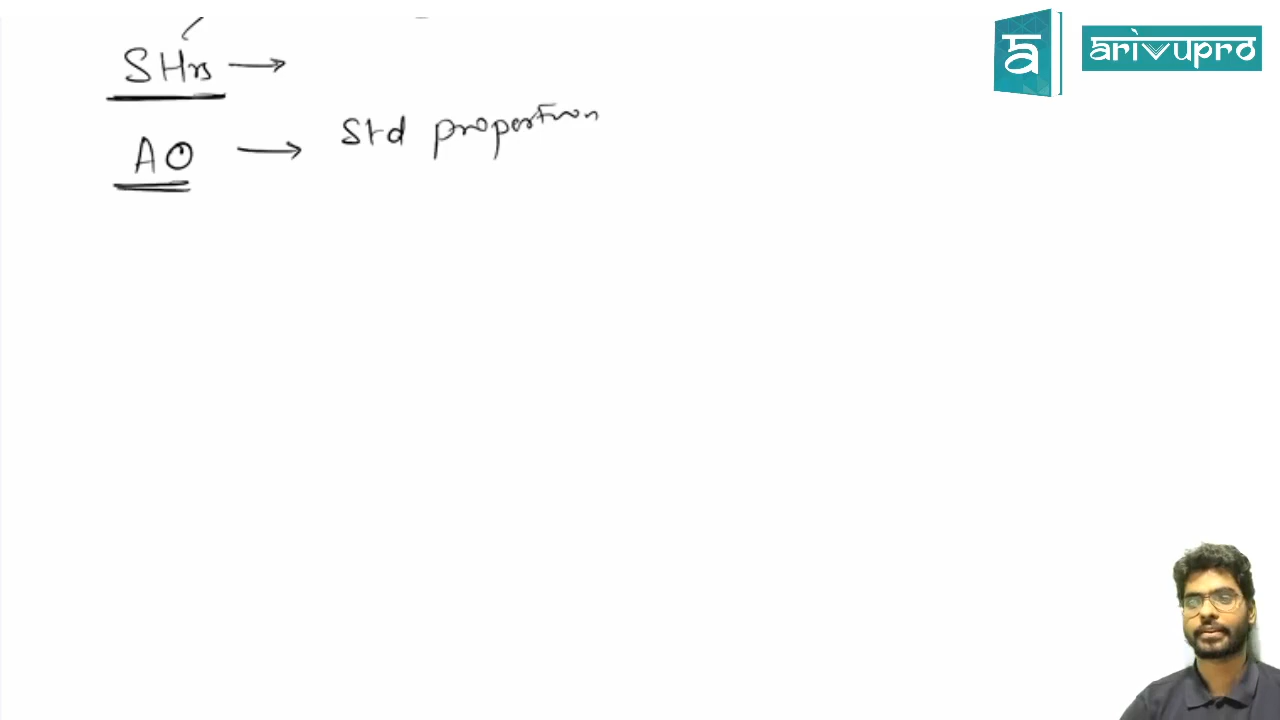 ā arivupro
SHrs →
AO → Std proportion